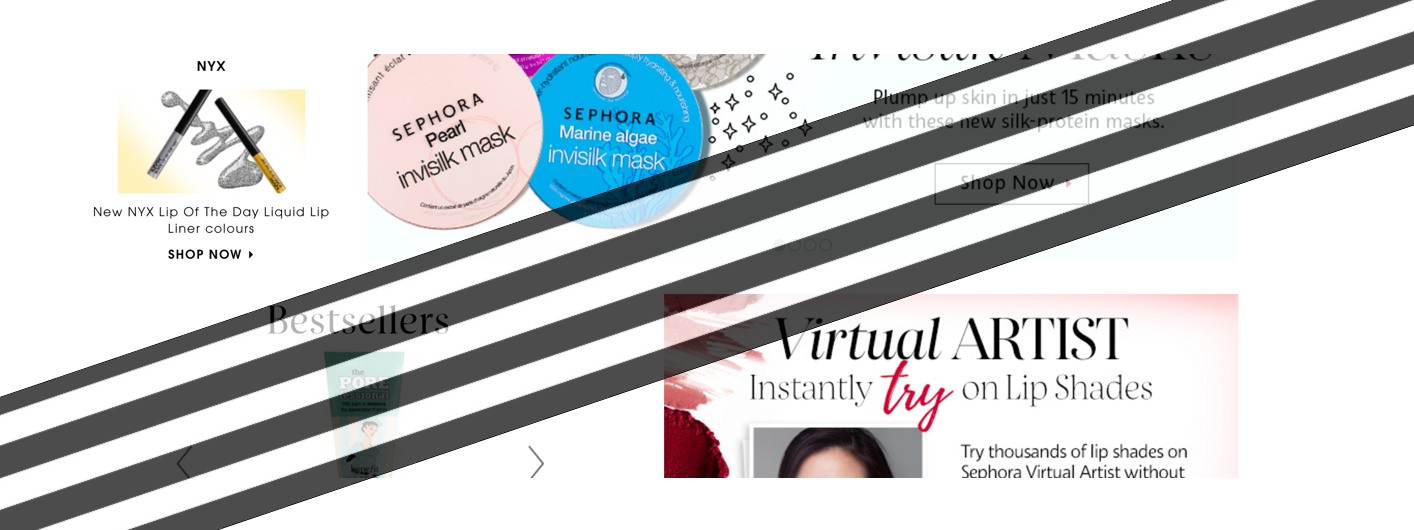 NYX
New NYX Lip Of The Day Liquid Lip
Liner colours
SHOP NOW
SEPHORA
Pearl
invisilk mask
SEPHORA
Marine algae
invisilk mask
Plump up skin in just 15 minutes
with these new silk-protein masks.
Shop Now
Bestsellers
the
PORE
fessional
benefit
Virtual ARTIST
Instantly try on Lip Shades
Try thousands of lip shades on
Sephora Virtual Artist without